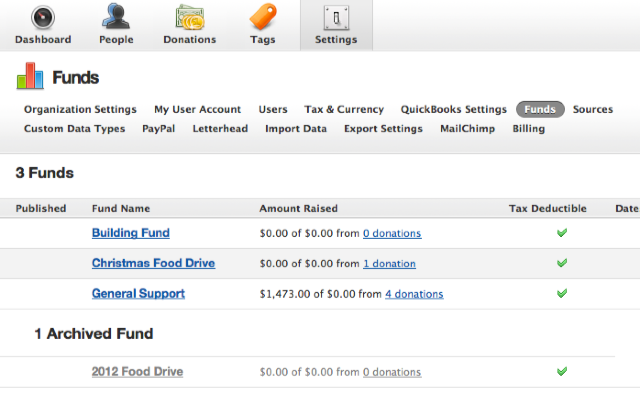 Dashboard People Donations Tags Settings
Funds
Organization Settings My User Account Users Tax & Currency QuickBooks Settings Funds Sources
Custom Data Types PayPal Letterhead Import Data Export Settings MailChimp Billing
3 Funds
Published Fund Name Amount Raised Tax Deductible Date
Building Fund $0.00 of $0.00 from 0 donations
Christmas Food Drive $0.00 of $0.00 from 1 donation
General Support $1,473.00 of $0.00 from 4 donations
1 Archived Fund
2012 Food Drive $0.00 of $0.00 from 0 donations